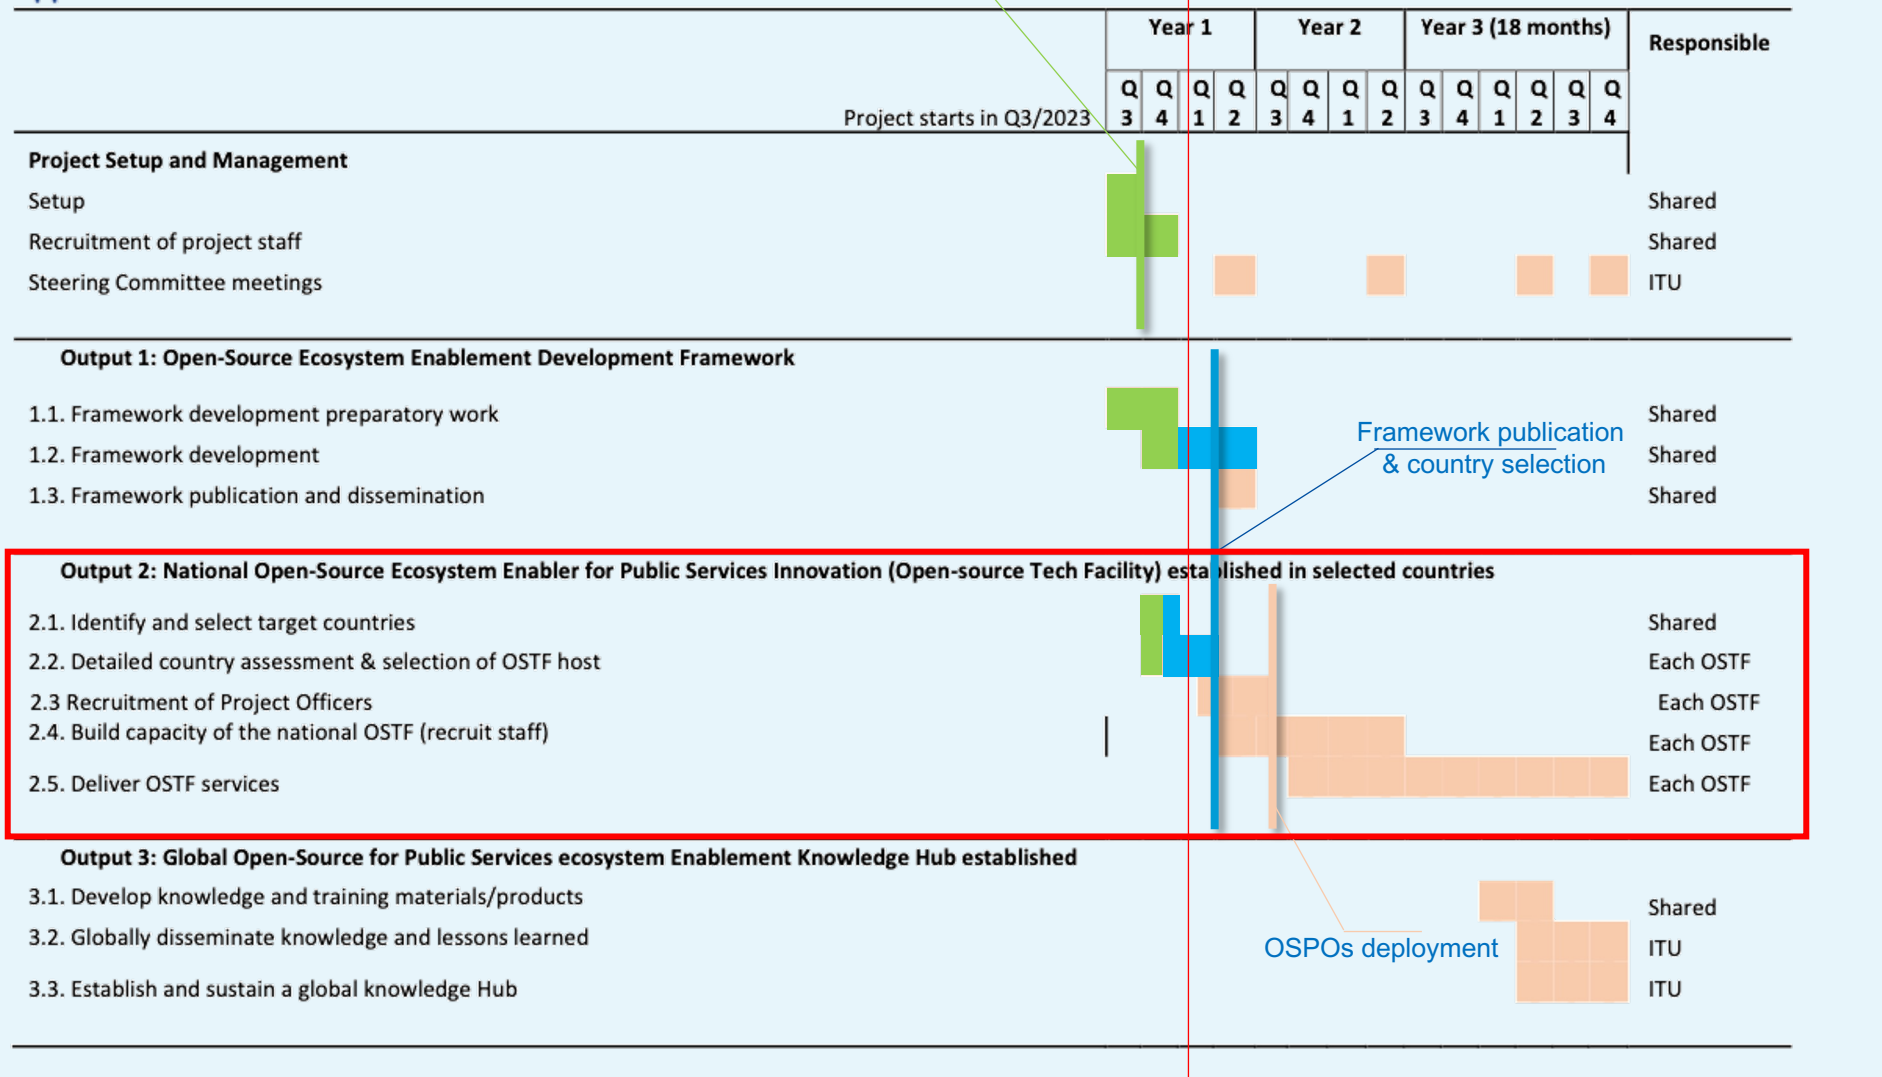 Year 1 Year 2 Year 3 (18 months) Responsible
Q Q Q Q Q Q Q Q Q Q Q Q Q Q
Project starts in Q3/2023 3 4 1 2 3 4 1 2 3 4 1 2 3 4
Project Setup and Management
Setup Shared
Recruitment of project staff Shared
Steering Committee meetings ITU
Output 1: Open-Source Ecosystem Enablement Development Framework
1.1. Framework development preparatory work Shared
Framework publication
& country selection
1.2. Framework development Shared
1.3. Framework publication and dissemination Shared
Output 2: National Open-Source Ecosystem Enabler for Public Services Innovation (Open-source Tech Facility) established in selected countries
2.1. Identify and select target countries Shared
2.2. Detailed country assessment & selection of OSTF host Each OSTF
2.3 Recruitment of Project Officers Each OSTF
2.4. Build capacity of the national OSTF (recruit staff) Each OSTF
2.5. Deliver OSTF services Each OSTF
Output 3: Global Open-Source for Public Services ecosystem Enablement Knowledge Hub established
3.1. Develop knowledge and training materials/products Shared
3.2. Globally disseminate knowledge and lessons learned ITU
OSPOs deployment
3.3. Establish and sustain a global knowledge Hub ITU